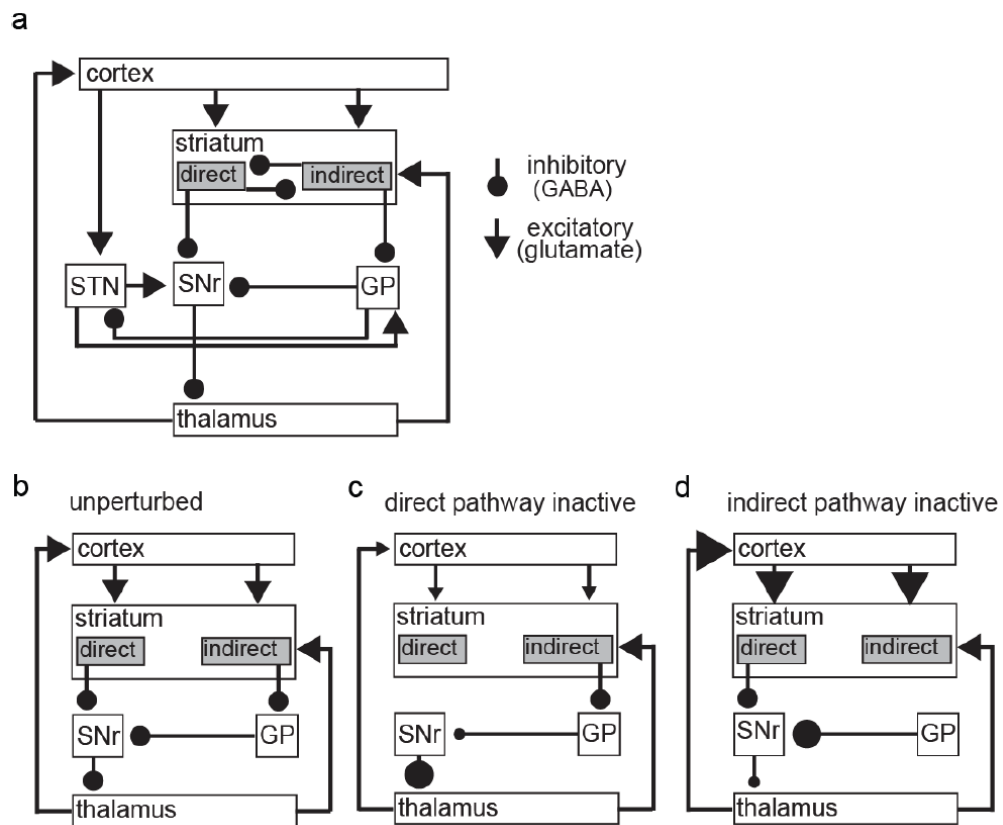 a
cortex
striatum
direct
indirect
inhibitory
(GABA)
excitatory
(glutamate)
STN
SNr
GP
thalamus
b
unperturbed
cortex
striatum
direct
indirect
SNr
GP
thalamus
c
direct pathway inactive
cortex
striatum
direct
indirect
SNr
GP
thalamus
d
indirect pathway inactive
cortex
striatum
direct
indirect
SNr
GP
thalamus